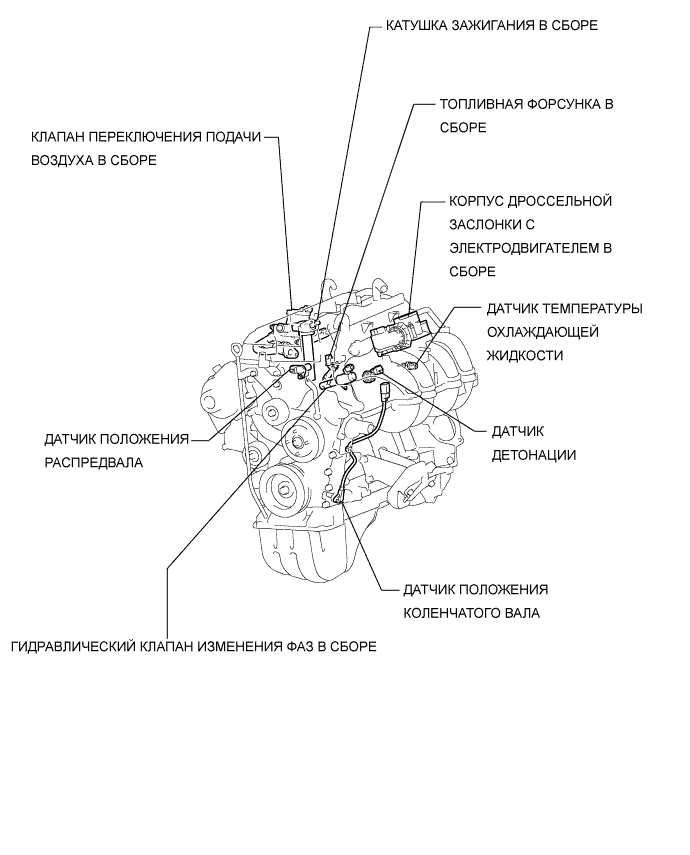 КАТУШКА ЗАЖИГАНИЯ В СБОРЕ
ТОПЛИВНАЯ ФОРСУНКА В
СБОРЕ
КЛАПАН ПЕРЕКЛЮЧЕНИЯ ПОДАЧИ
ВОЗДУХА В СБОРЕ
КОРПУС ДРОССЕЛЬНОЙ
ЗАСЛОНКИ С
ЭЛЕКТРОДВИГАТЕЛЕМ В
СБОРЕ
ДАТЧИК ТЕМПЕРАТУРЫ
ОХЛАЖДАЮЩЕЙ
ЖИДКОСТИ
ДАТЧИК ПОЛОЖЕНИЯ
РАСПРЕДВАЛА
ДАТЧИК
ДЕТОНАЦИИ
ДАТЧИК ПОЛОЖЕНИЯ
КОЛЕНЧАТОГО ВАЛА
ГИДРАВЛИЧЕСКИЙ КЛАПАН ИЗМЕНЕНИЯ ФАЗ В СБОРЕ